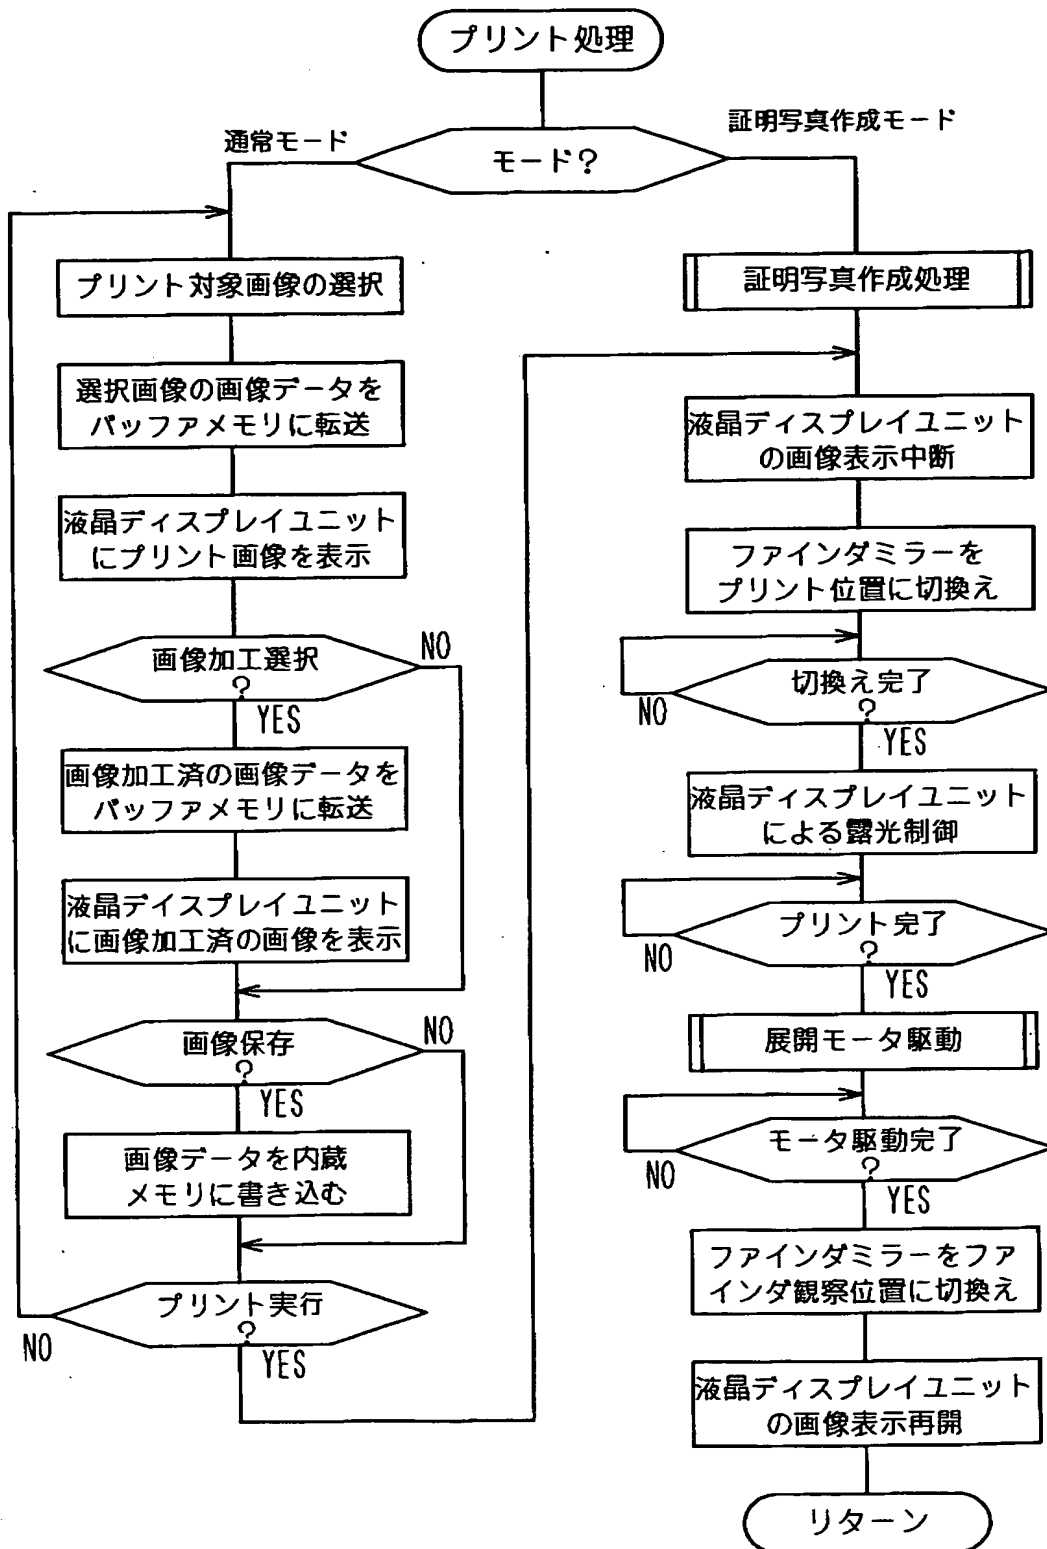 プリント処理
通常モード
証明写真作成モード
モード？
プリント対象画像の選択
選択画像の画像データを
バッファメモリに転送
液晶ディスプレイユニット
にプリント画像を表示
画像加工選択
？
NO
YES
画像加工済の画像データを
バッファメモリに転送
液晶デイスプレイユニット
に画像加工済の画像を表示
画像保存
？
NO
YES
画像データを内蔵
メモリに書き込む
プリント実行
？
NO
YES
証明写真作成処理
液晶ディスプレイユニット
の画像表示中断
ファインダミラーを
プリント位置に切換え
切換え完了
？
NO
YES
液晶ディスプレイユニット
による露光制御
プリント完了
？
NO
YES
展開モータ駆動
モータ駆動完了
？
NO
YES
ファインダミラーをファ
インダ観察位置に切換え
液晶ディスプレイユニット
の画像表示再開
リターン